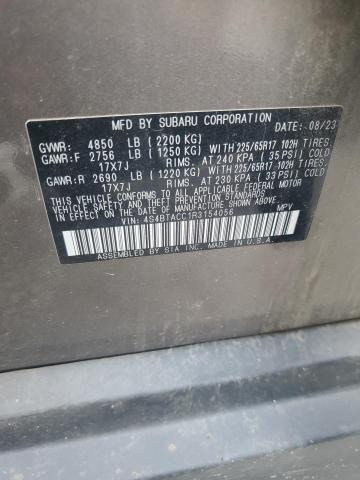 MFD BY SUBARU CORPORATION DATE: 08/23
GVWR: 4850 LB (2200 KG)
GAWR:F 2756 LB (1250 KG) WITH 225/65R17 102H TIRES.
17X7J RIMS. AT 240 KPA (35 PSI) COLD
GAWR:R 2690 LB (1220 KG) WITH 225/65R17 102H TIRES.
17X7J RIMS. AT 230 KPA (33 PSI) COLD
THIS VEHICLE CONFORMS TO ALL APPLICABLE FEDERAL MOTOR
VEHICLE SAFETY, BUMPER, AND THEFT PREVENTION STANDARDS
IN EFFECT ON THE DATE OF MANUFACTURE SHOWN ABOVE.
VIN: 4S4BTACC1R3154056 MPV
ASSEMBLED BY SIA INC. MADE IN U.S.A.